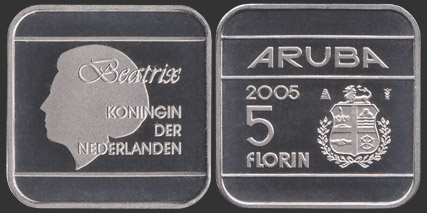 Beatrix
KONINGIN
DER
NEDERLANDEN
ARUBA
2005
5
FLORIN